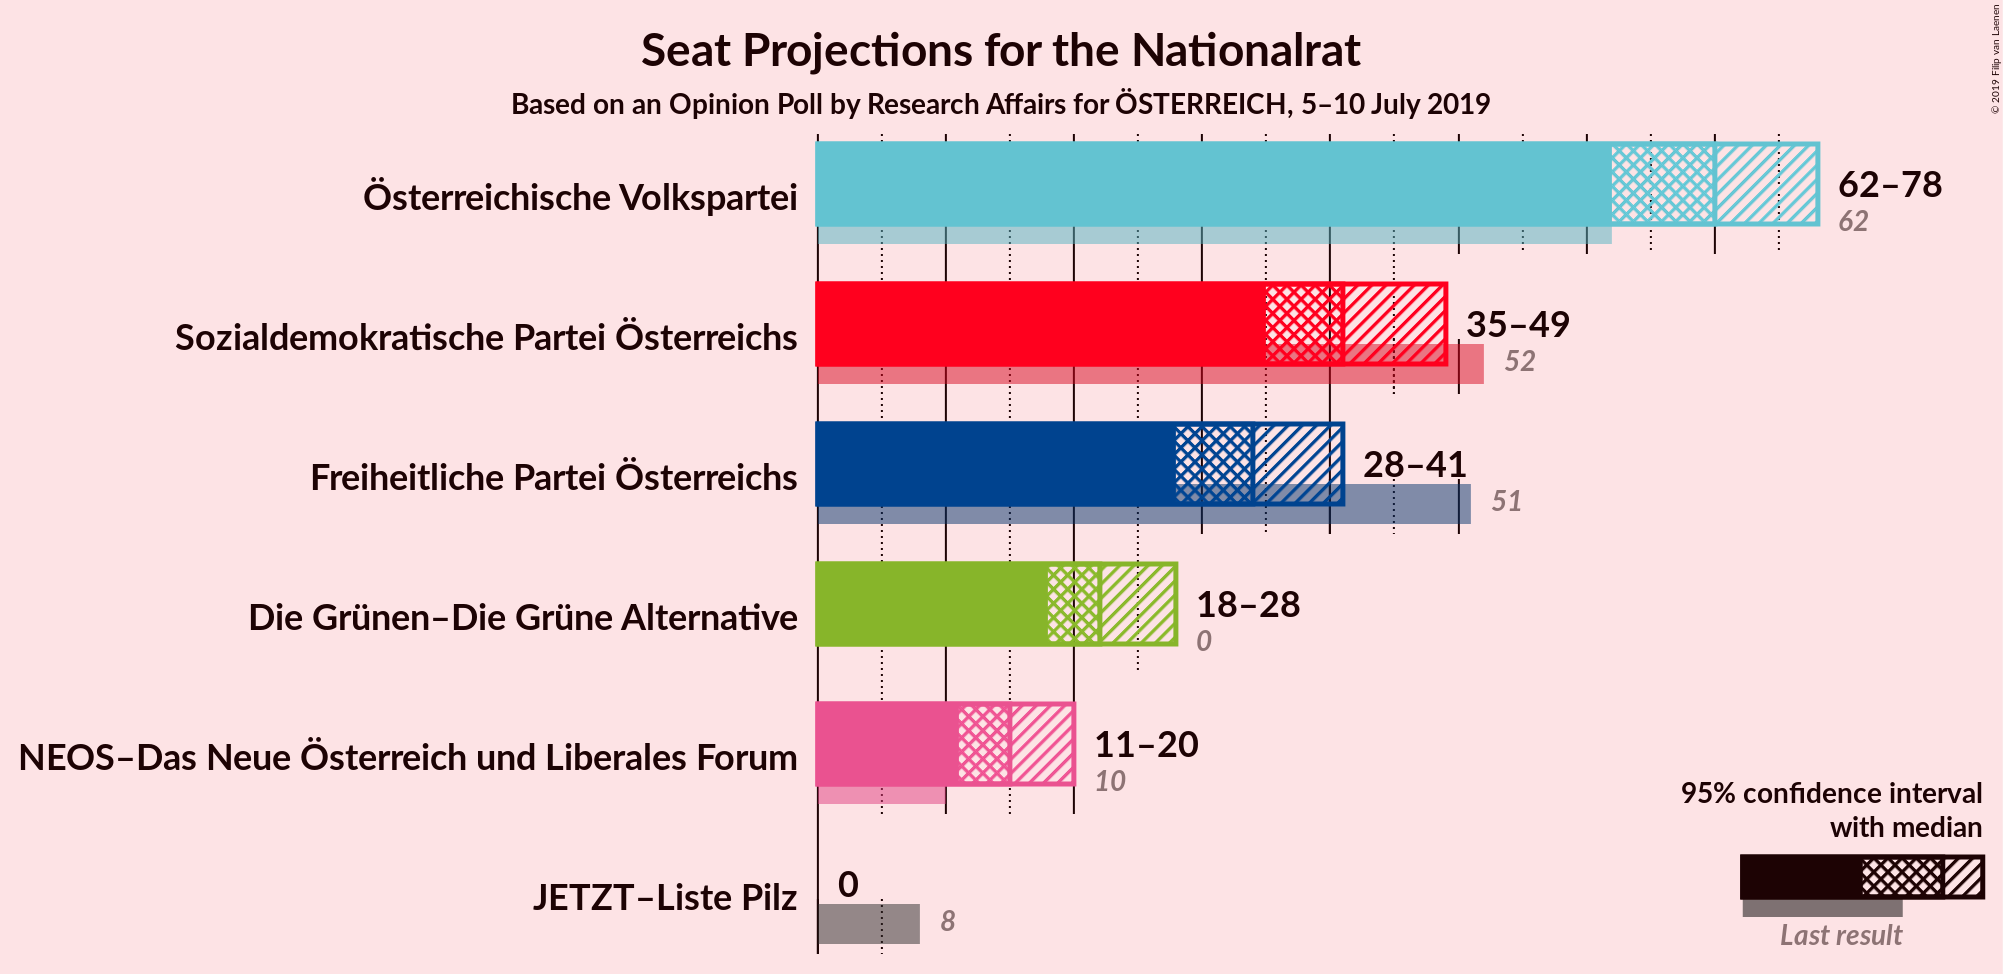 Seat Projections for the Nationalrat
Based on an Opinion Poll by Research Affairs for ÖSTERREICH, 5–10 July 2019
© 2019 Filip van Laenen
Österreichische Volkspartei
62–78
62
Sozialdemokratische Partei Österreichs
35–49
52
Freiheitliche Partei Österreichs
28–41
51
Die Grünen–Die Grüne Alternative
18–28
0
NEOS–Das Neue Österreich und Liberales Forum
11–20
10
JETZT–Liste Pilz
0
8
95% confidence interval
with median
Last result